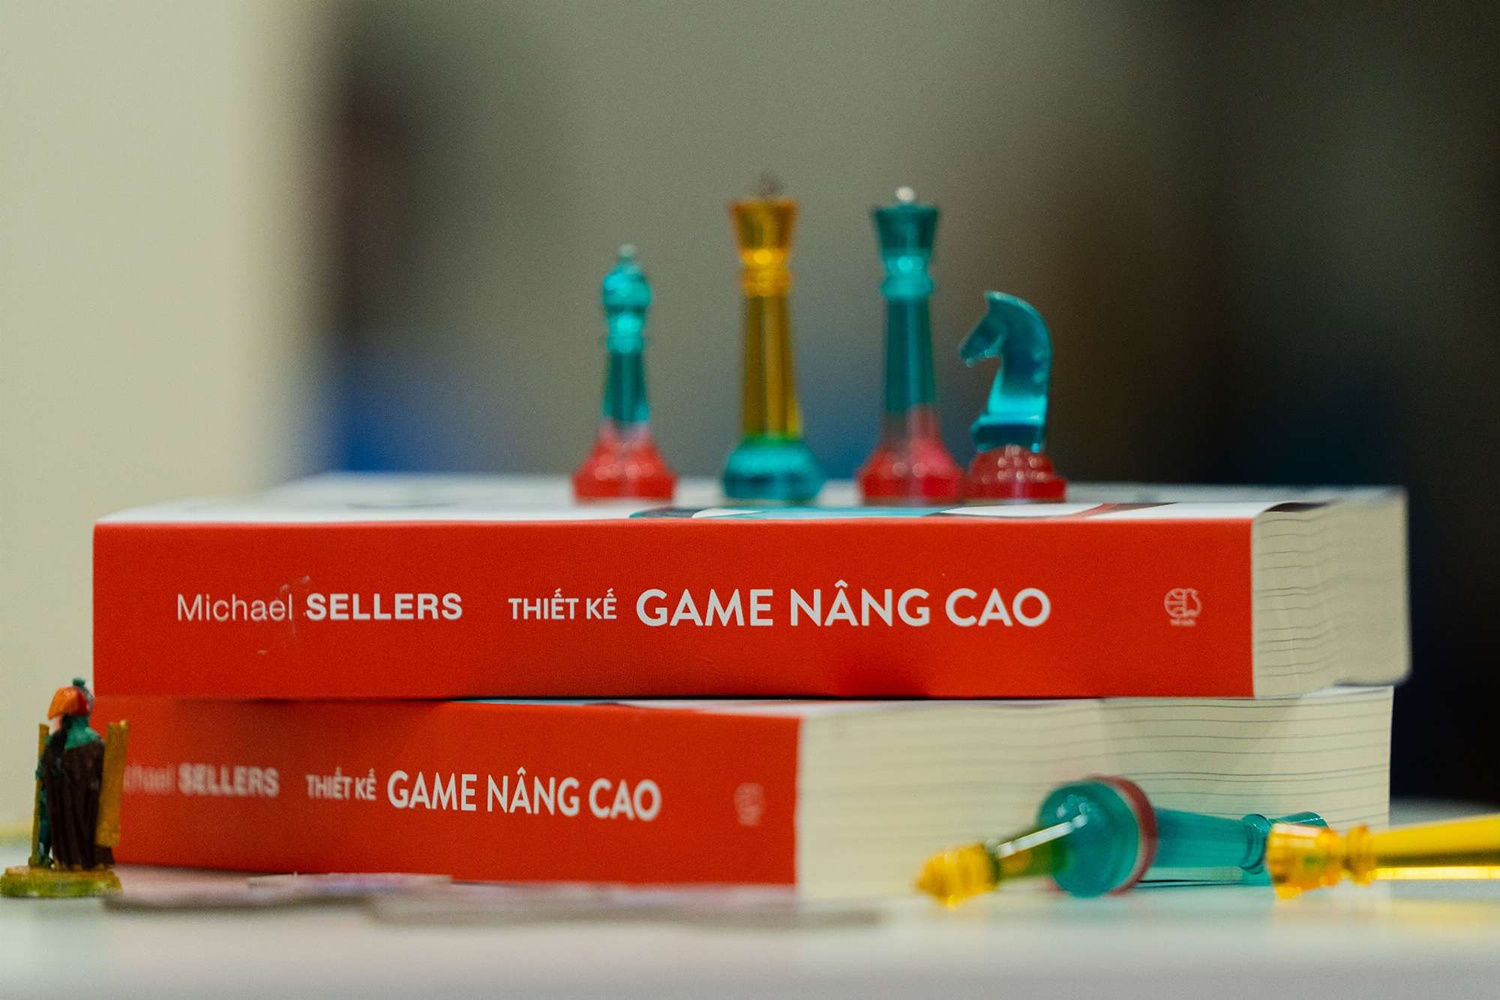 Michael SELLERS THIẾT KẾ GAME NÂNG CAO
SELLERS THIẾT KẾ GAME NÂNG CAO